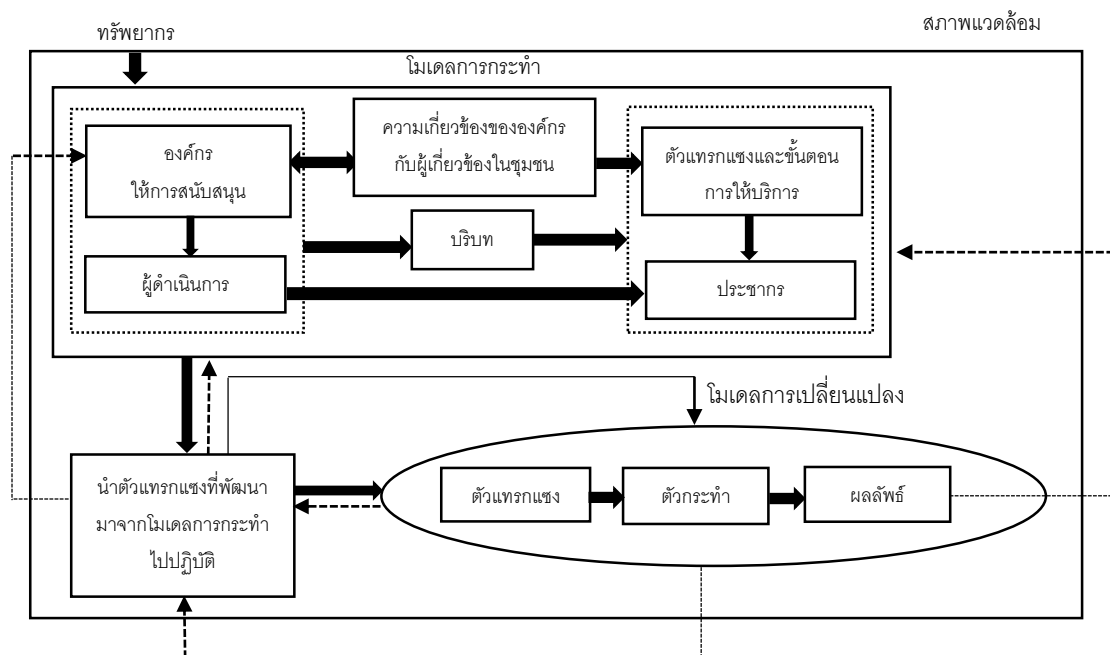 ทรัพยากร
สภาพแวดล้อม
โมเดลการกระทำ
องค์กร
ให้การสนับสนุน
ความเกี่ยวข้องขององค์กร
กับผู้เกี่ยวข้องในชุมชน
ตัวแทรกแซงและขั้นตอน
การให้บริการ
บริบท
ผู้ดำเนินการ
ประชากร
โมเดลการเปลี่ยนแปลง
นำตัวแทรกแซงที่พัฒนา
มาจากโมเดลการกระทำ
ไปปฏิบัติ
ตัวแทรกแซง
ตัวกระทำ
ผลลัพธ์